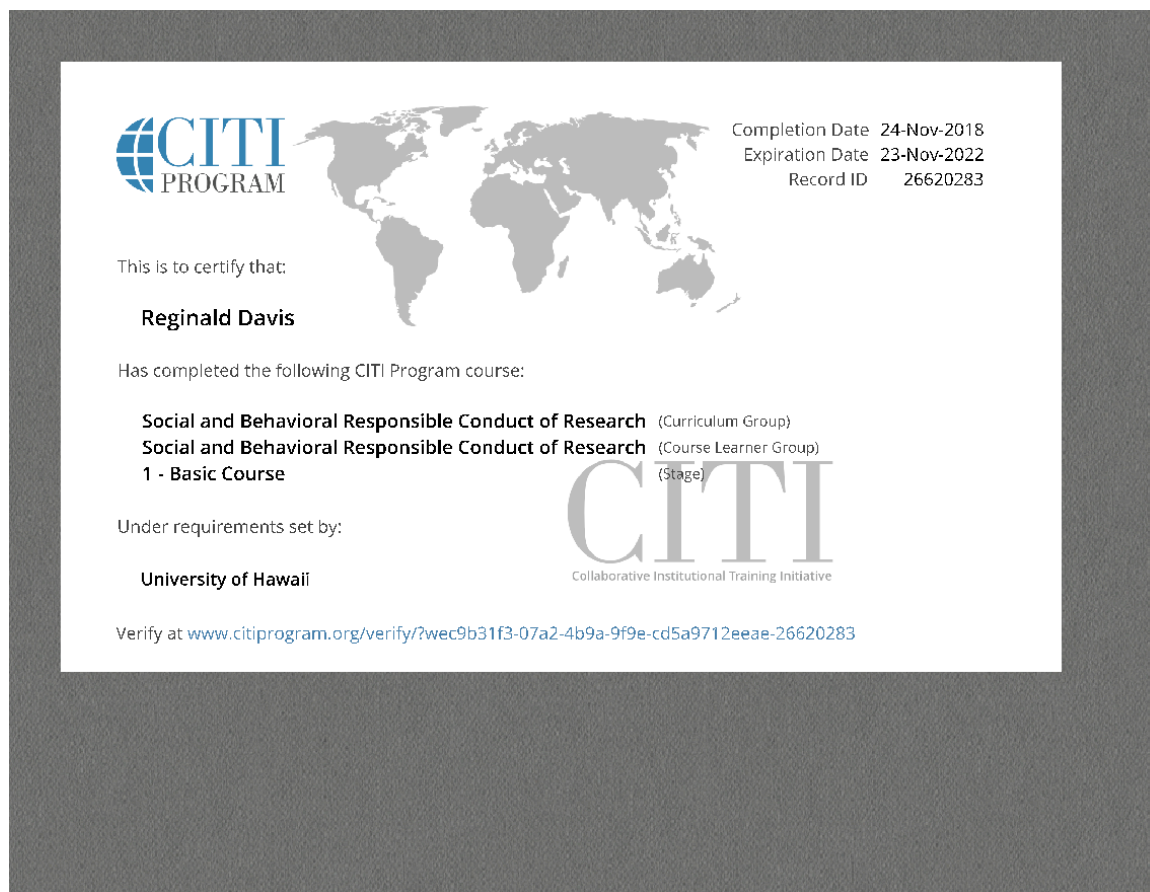 CITI
PROGRAM
Completion Date 24-Nov-2018
Expiration Date 23-Nov-2022
Record ID 26620283
This is to certify that:
Reginald Davis
Has completed the following CITI Program course:
Social and Behavioral Responsible Conduct of Research (Curriculum Group)
Social and Behavioral Responsible Conduct of Research (Course Learner Group)
1 - Basic Course (Stage)
CITI
Under requirements set by:
Collaborative Institutional Training Initiative
University of Hawaii
Verify at www.citiprogram.org/verify/?wec9b31f3-07a2-4b9a-9f9e-cd5a9712eeae-26620283